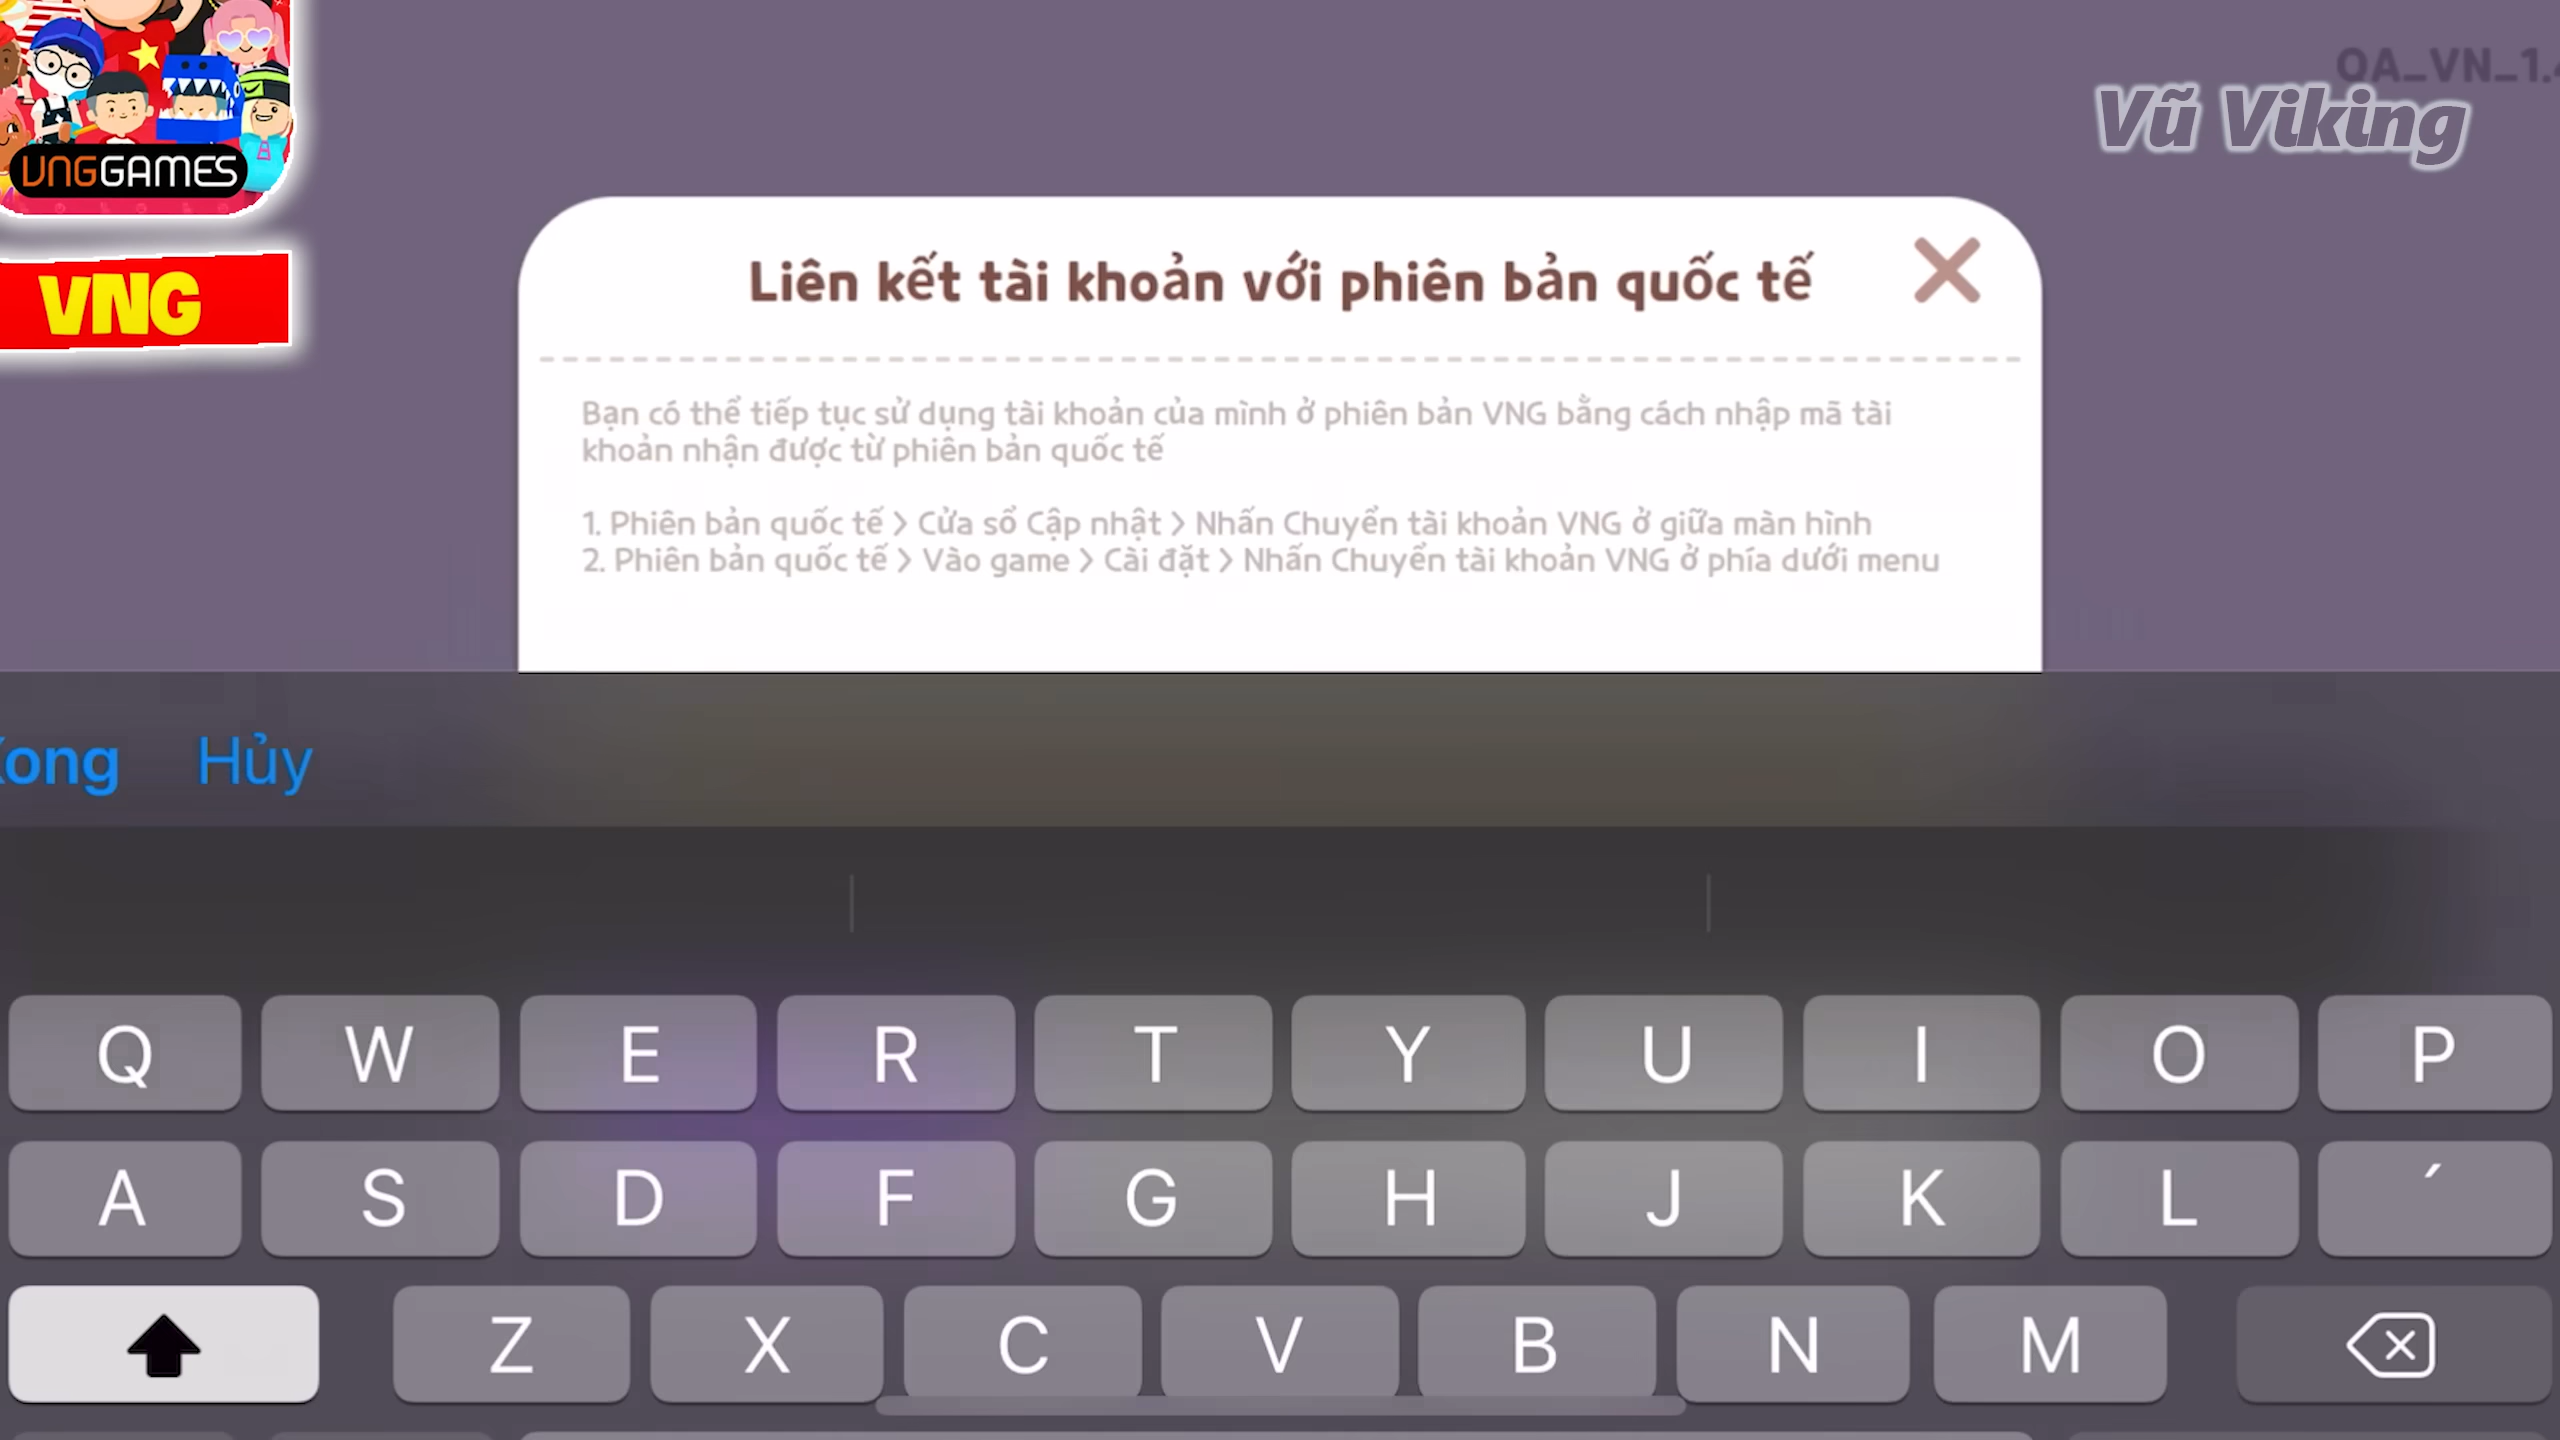 QA_VN_1.
Vũ Viking
VNGGAMES
VNG
Liên kết tài khoản với phiên bản quốc tế
Bạn có thể tiếp tục sử dụng tài khoản của mình ở phiên bản VNG bằng cách nhập mã tài
khoản nhận được từ phiên bản quốc tế
1. Phiên bản quốc tế > Cửa sổ Cập nhật > Nhấn Chuyển tài khoản VNG ở giữa màn hình
2. Phiên bản quốc tế > Vào game > Cài đặt > Nhấn Chuyển tài khoản VNG ở phía dưới menu
Xong Hủy
Q W E R T Y U I O P
A S D F G H J K L ´
Z X C V B N M